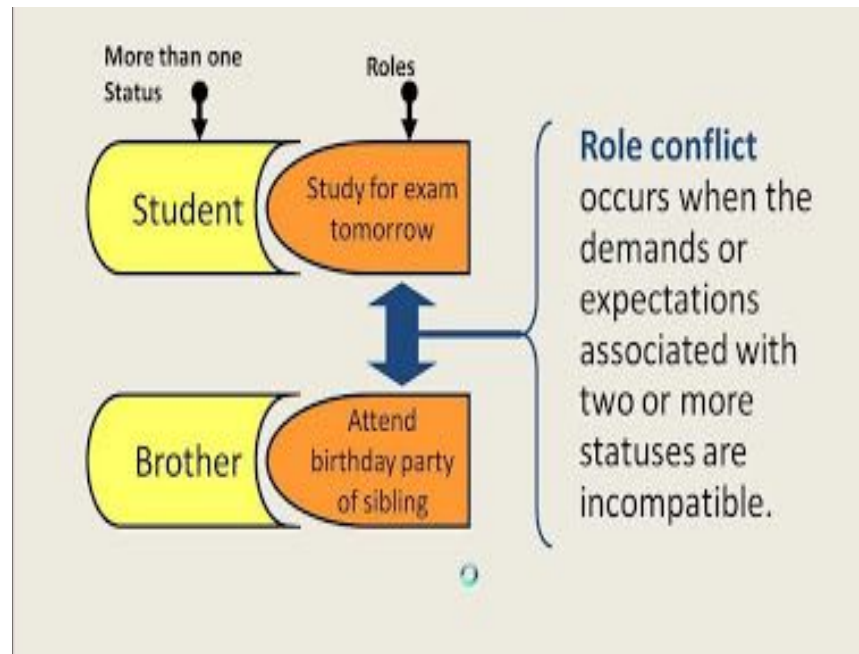 More than one
Status
Roles
Student
Study for exam
tomorrow
Brother
Attend
birthday party
of sibling
Role conflict
occurs when the
demands or
expectations
associated with
two or more
statuses are
incompatible.